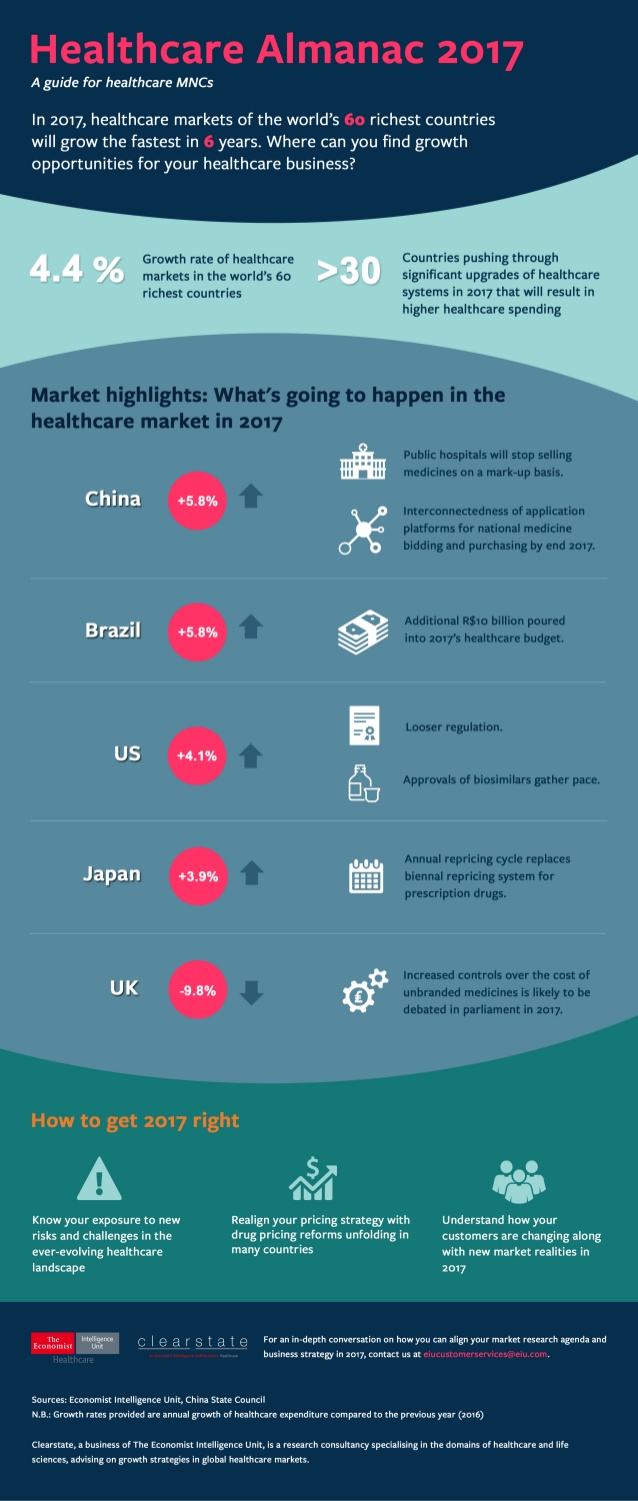 Healthcare Almanac 2017
A guide for healthcare MNCs
In 2017, healthcare markets of the world's 60 richest countries
will grow the fastest in 6 years. Where can you find growth
opportunities for your healthcare business?
4.4 %
Growth rate of healthcare
markets in the world's 60
richest countries
>30
Countries pushing through
significant upgrades of healthcare
systems in 2017 that will result in
higher healthcare spending
Market highlights: What's going to happen in the
healthcare market in 2017
China
+5.8%
Public hospitals will stop selling
medicines on a mark-up basis.
Interconnectedness of application
platforms for national medicine
bidding and purchasing by end 2017.
Brazil
+5.8%
Additional R$10 billion poured
into 2017's healthcare budget.
US
+4.1%
Looser regulation.
Approvals of biosimilars gather pace.
Japan
+3.9%
Annual repricing cycle replaces
biennal repricing system for
prescription drugs.
UK
-9.8%
£
Increased controls over the cost of
unbranded medicines is likely to be
debated in parliament in 2017.
How to get 2017 right
Know your exposure to new
risks and challenges in the
ever-evolving healthcare
landscape
$
Realign your pricing strategy with
drug pricing reforms unfolding in
many countries
Understand how your
customers are changing along
with new market realities in
2017
The
Economist
Intelligence
Unit
Healthcare
clearstate
For an in-depth conversation on how you can align your market research agenda and
business strategy in 2017, contact us at eiucustomerservices@eiu.com.
Sources: Economist Intelligence Unit, China State Council
N.B.: Growth rates provided are annual growth of healthcare expenditure compared to the previous year (2016)
Clearstate, a business of The Economist Intelligence Unit, is a research consultancy specialising in the domains of healthcare and life
sciences, advising on growth strategies in global healthcare markets.